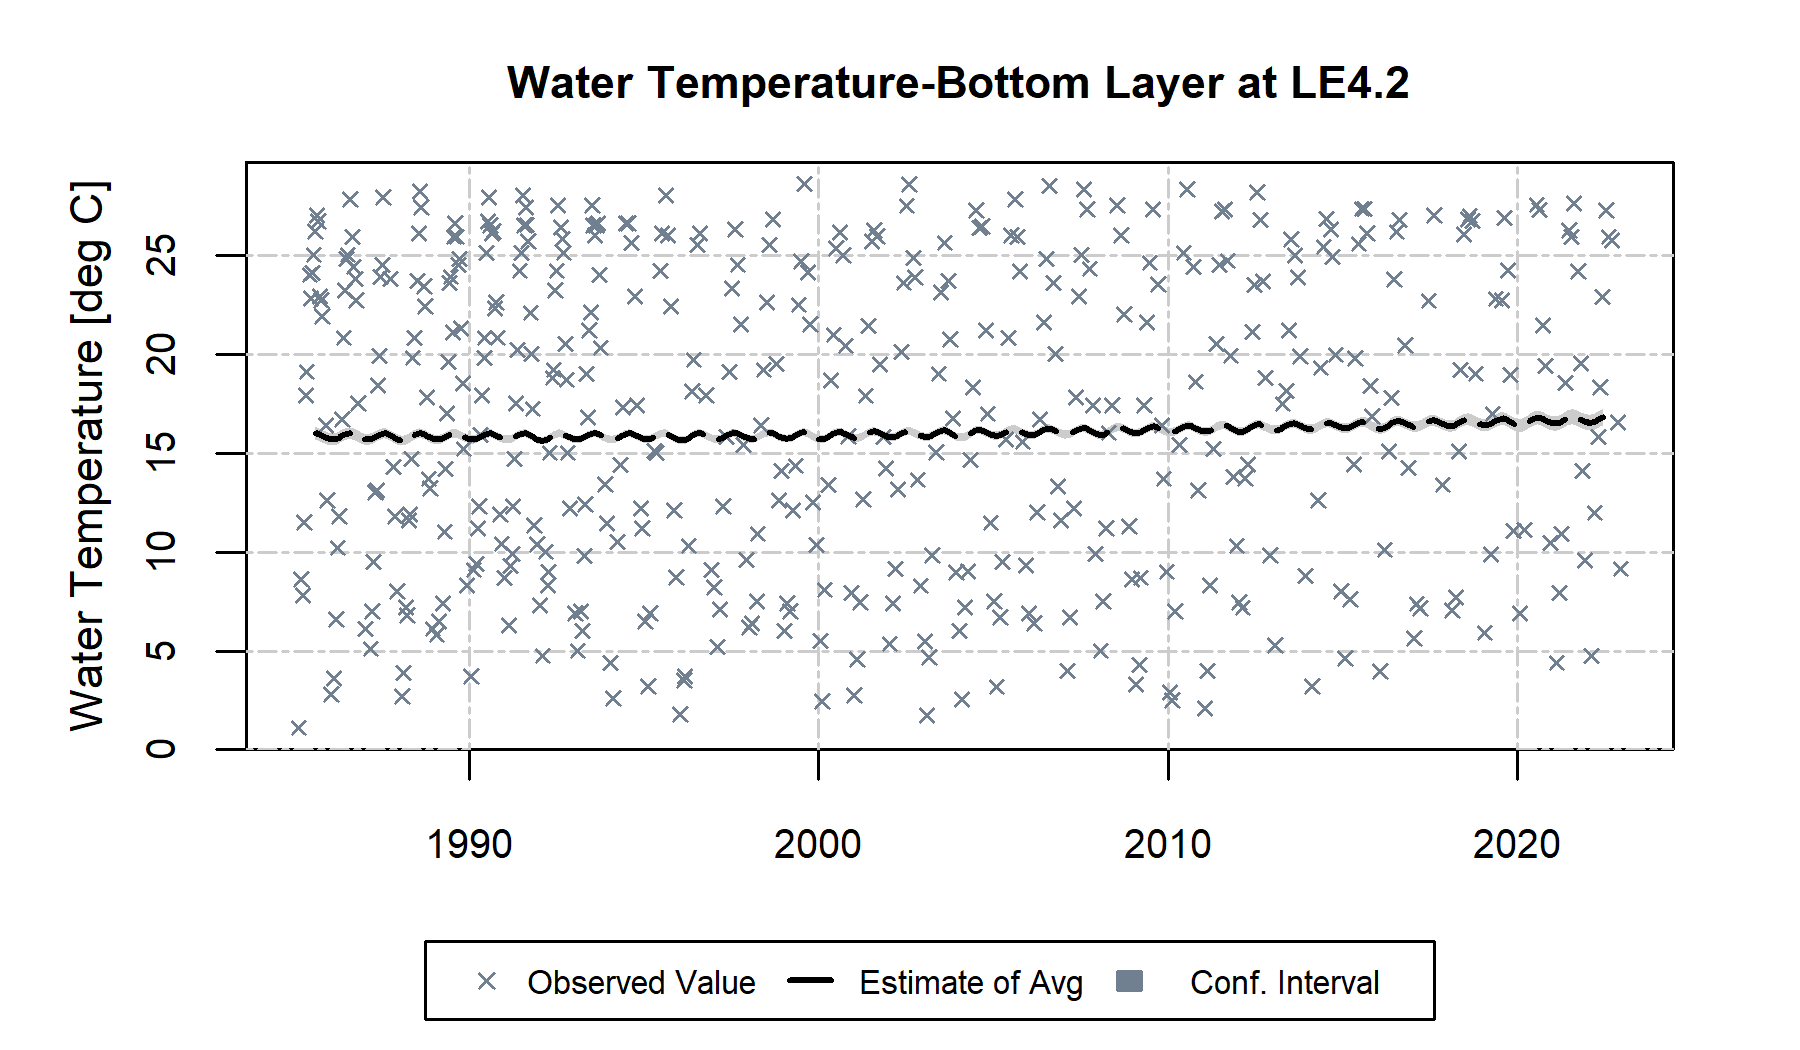 Water Temperature-Bottom Layer at LE4.2
Water Temperature [deg C]
25
20
15
10
5
0
1990 2000 2010 2020
Observed Value Estimate of Avg Conf. Interval